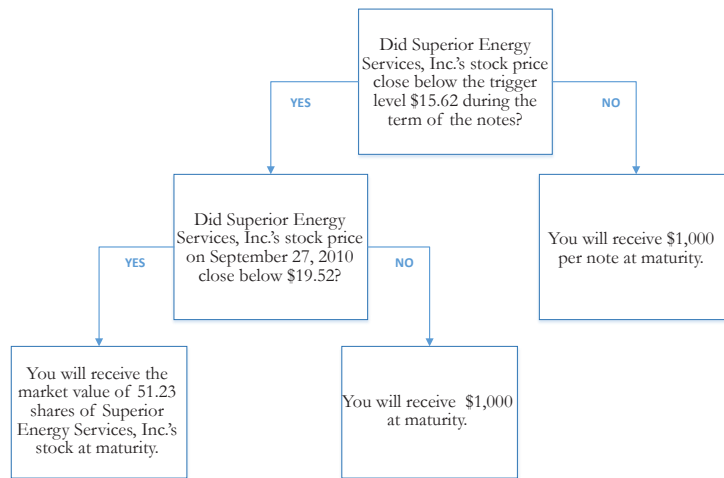 Did Superior Energy
Services, Inc.'s stock price
close below the trigger
level $15.62 during the
term of the notes?
YES
NO
Did Superior Energy
Services, Inc.'s stock price
on September 27, 2010
close below $19.52?
You will receive $1,000
per note at maturity.
YES
NO
You will receive the
market value of 51.23
shares of Superior
Energy Services, Inc.'s
stock at maturity.
You will receive $1,000
at maturity.